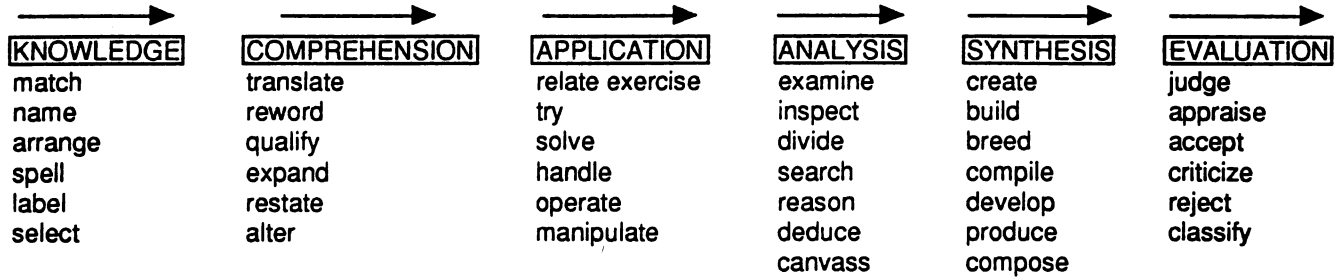 KNOWLEDGE COMPREHENSION APPLICATION ANALYSIS SYNTHESIS EVALUATION
match translate relate exercise examine create judge
name reword try inspect build appraise
arrange qualify solve divide breed accept
spell expand handle search compile criticize
label restate operate reason develop reject
select alter manipulate deduce produce classify
canvass compose